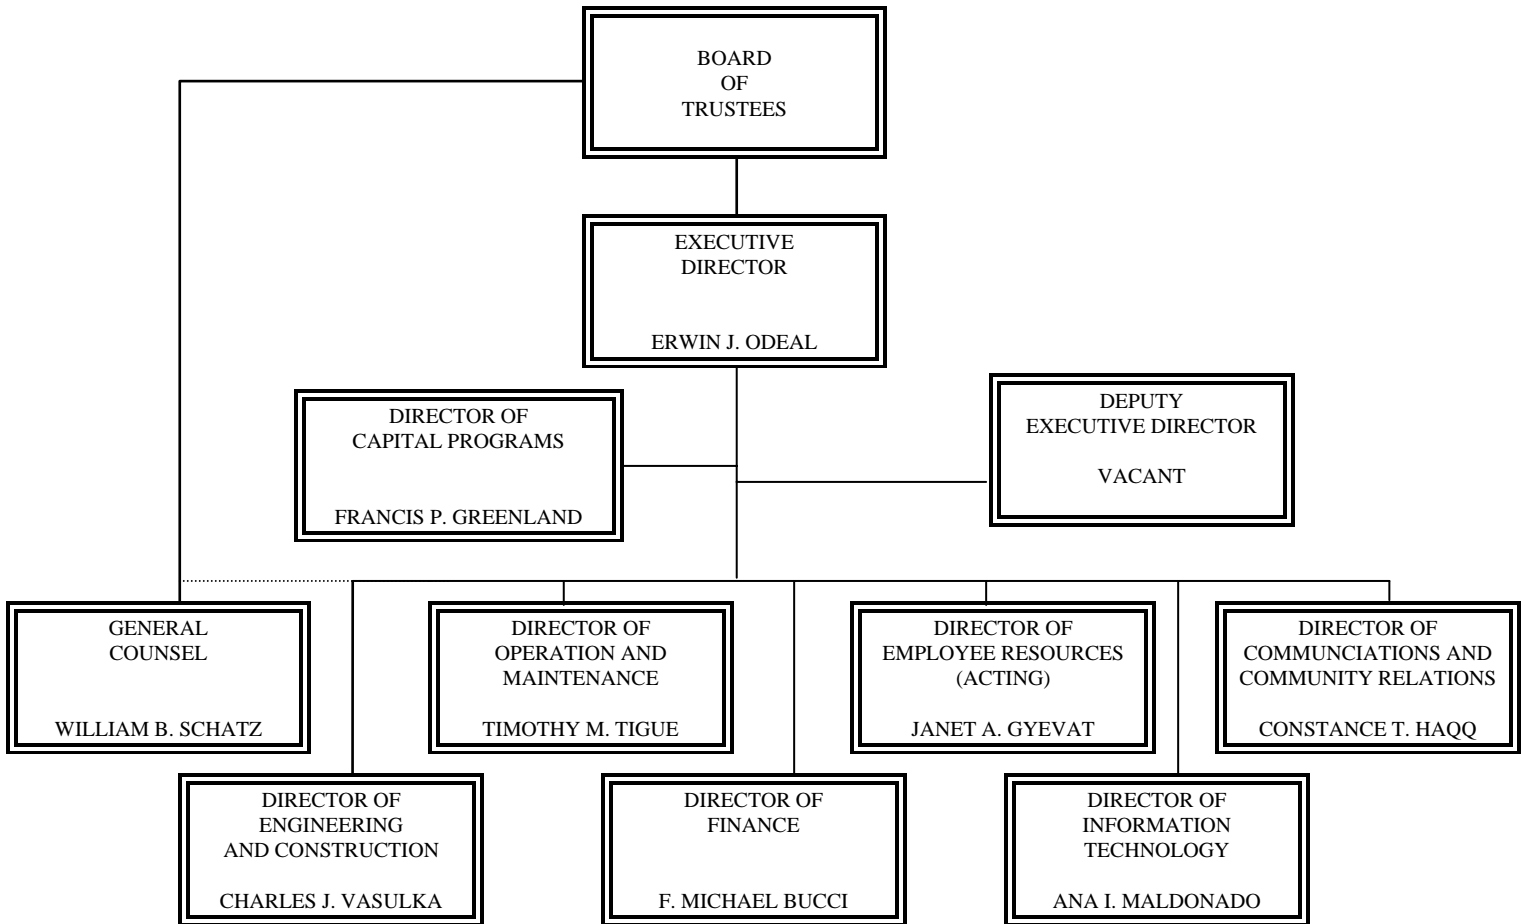 BOARD
OF
TRUSTEES
EXECUTIVE
DIRECTOR
ERWIN J. ODEAL
DIRECTOR OF
CAPITAL PROGRAMS
FRANCIS P. GREENLAND
DEPUTY
EXECUTIVE DIRECTOR
VACANT
GENERAL
COUNSEL
WILLIAM B. SCHATZ
DIRECTOR OF
OPERATION AND
MAINTENANCE
TIMOTHY M. TIGUE
DIRECTOR OF
EMPLOYEE RESOURCES
(ACTING)
JANET A. GYEVAT
DIRECTOR OF
COMMUNCIATIONS AND
COMMUNITY RELATIONS
CONSTANCE T. HAQQ
DIRECTOR OF
ENGINEERING
AND CONSTRUCTION
CHARLES J. VASULKA
DIRECTOR OF
FINANCE
F. MICHAEL BUCCI
DIRECTOR OF
INFORMATION
TECHNOLOGY
ANA I. MALDONADO